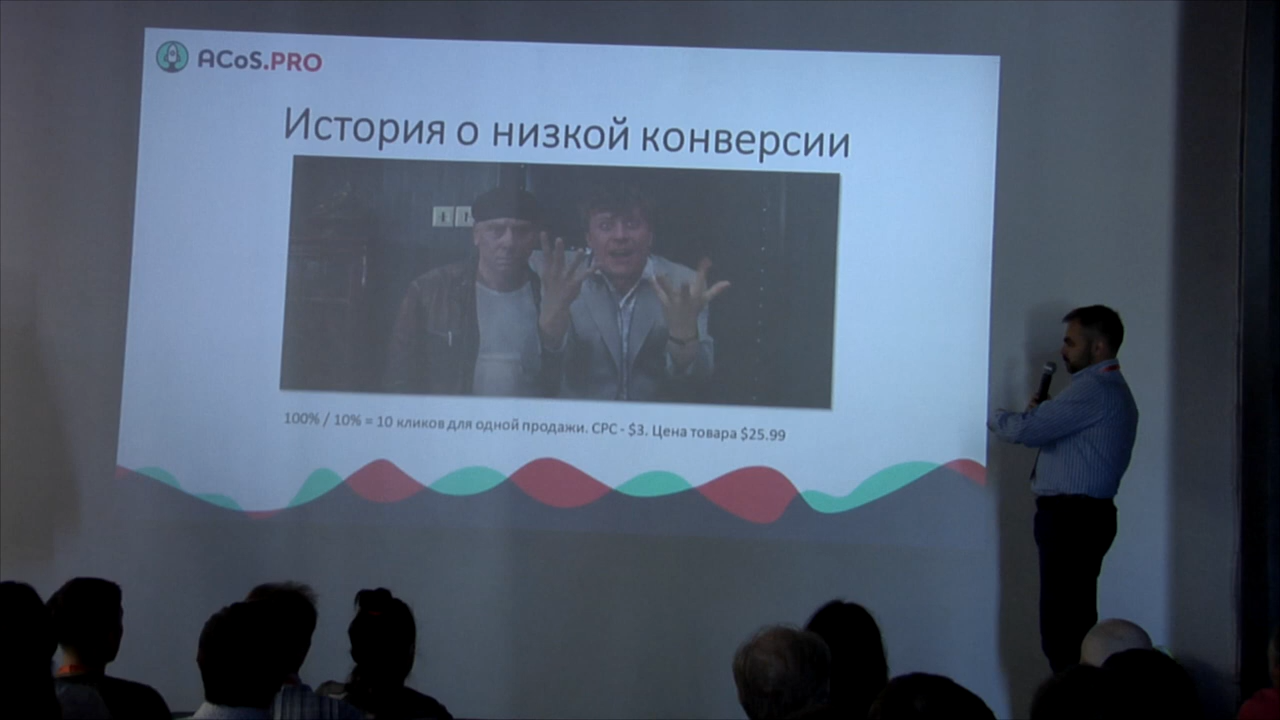 ACoS.PRO
История о низкой конверсии
100% / 10% = 10 кликов для одной продажи. CPC - $3. Цена товара $25.99